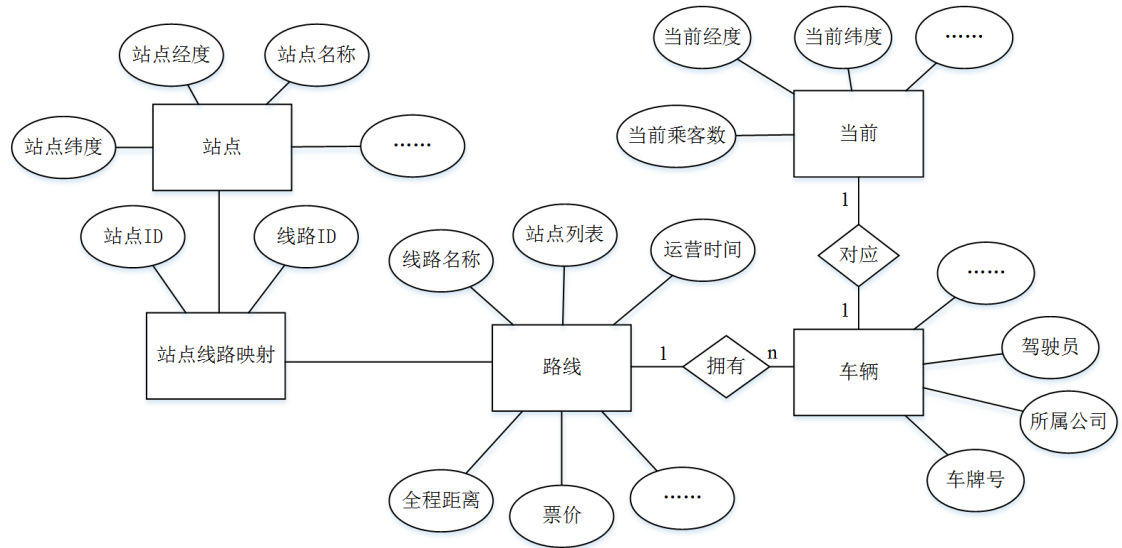 当前经度
当前纬度
……
站点经度
站点名称
当前乘客数
当前
站点纬度
站点
……
1
站点ID
线路ID
线路名称
站点列表
运营时间
对应
……
1
站点线路映射
路线
1
拥有
n
车辆
驾驶员
所属公司
全程距离
票价
……
车牌号